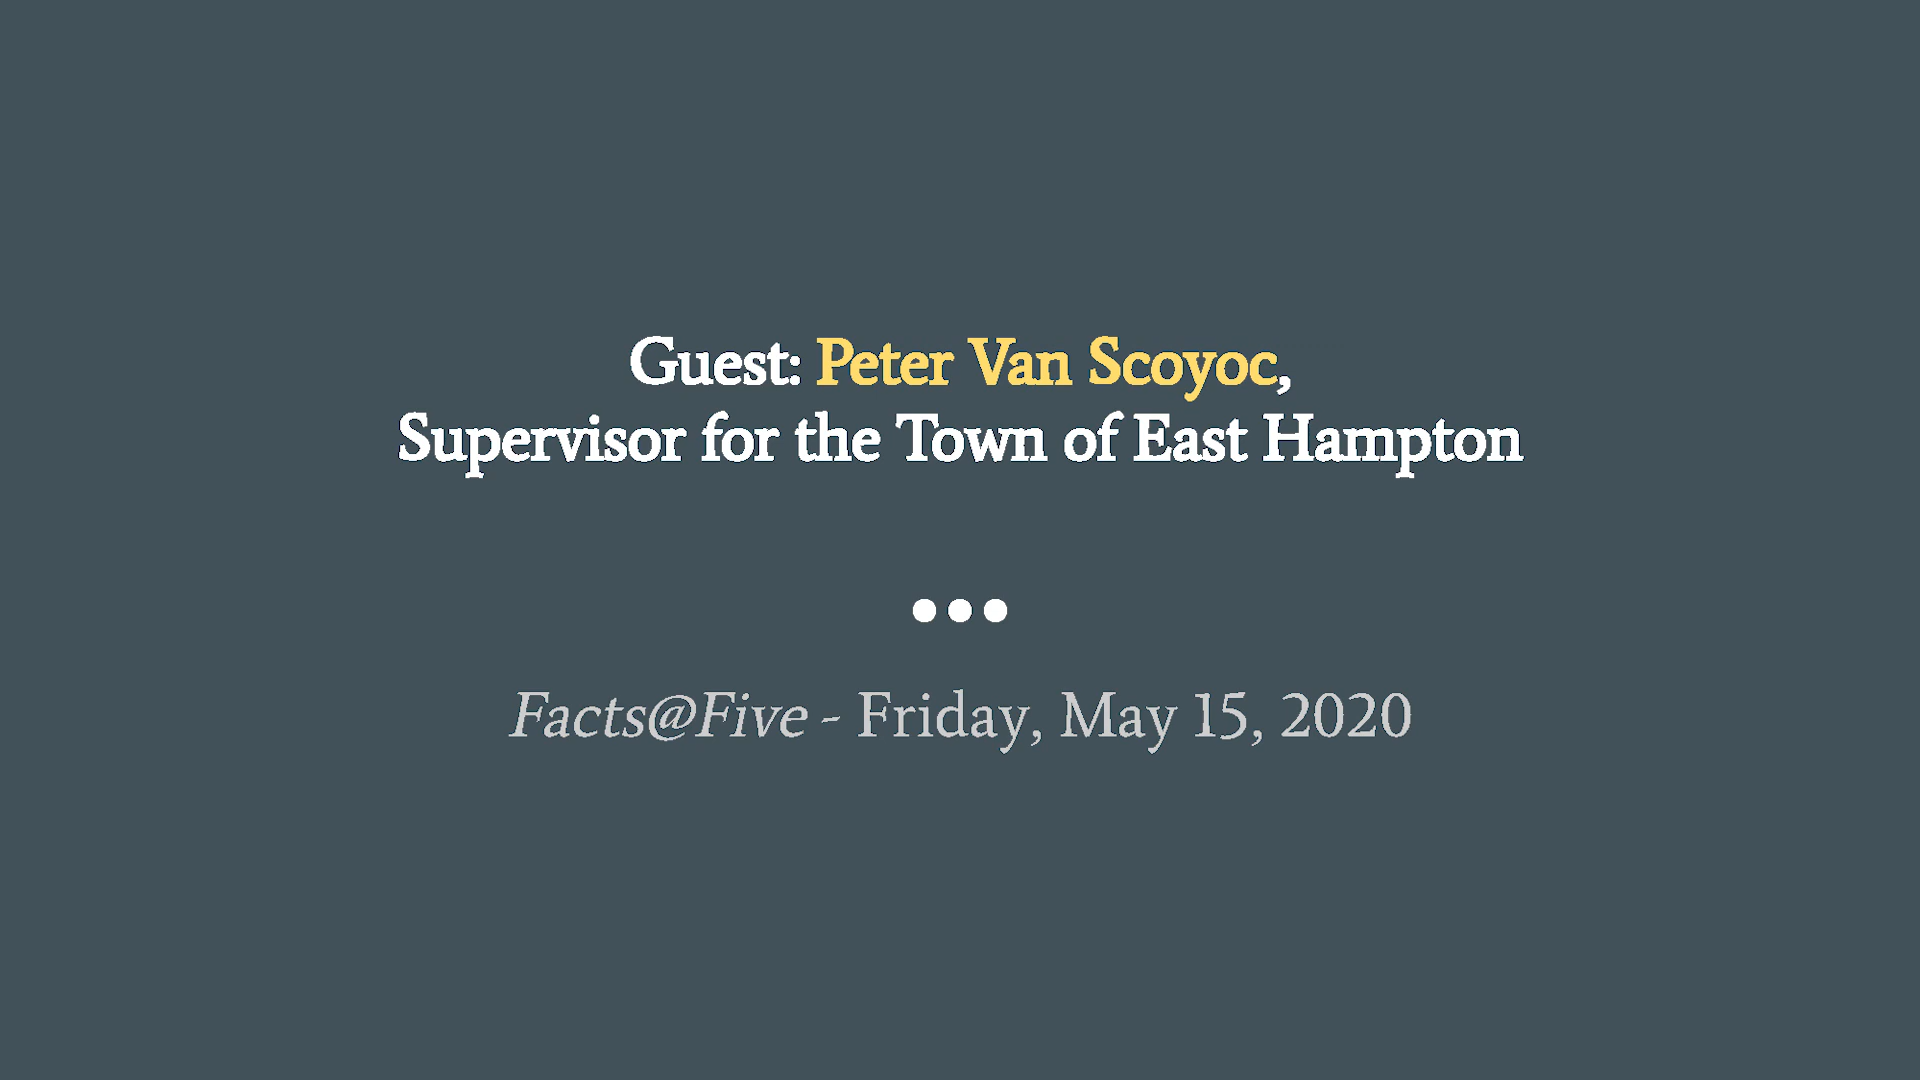 Guest: Peter Van Scoyoc,
Supervisor for the Town of East Hampton
Facts@Five - Friday, May 15, 2020